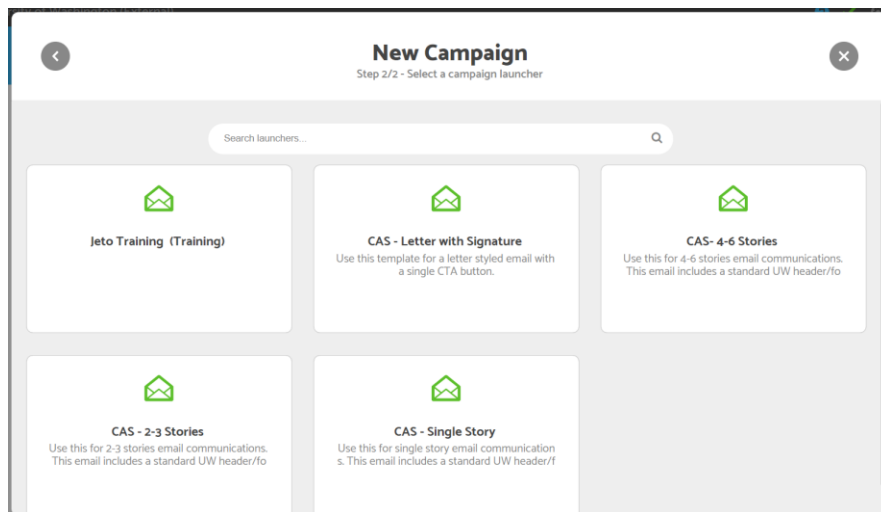 New Campaign
Step 2/2 - Select a campaign launcher
Search launchers...
Jeto Training (Training)
CAS - Letter with Signature
Use this template for a letter styled email with
a single CTA button.
CAS- 4-6 Stories
Use this for 4-6 stories email communications.
This email includes a standard UW header/fo
CAS - 2-3 Stories
Use this for 2-3 stories email communications.
This email includes a standard UW header/fo
CAS - Single Story
Use this for single story email communication
s. This email includes a standard UW header/f